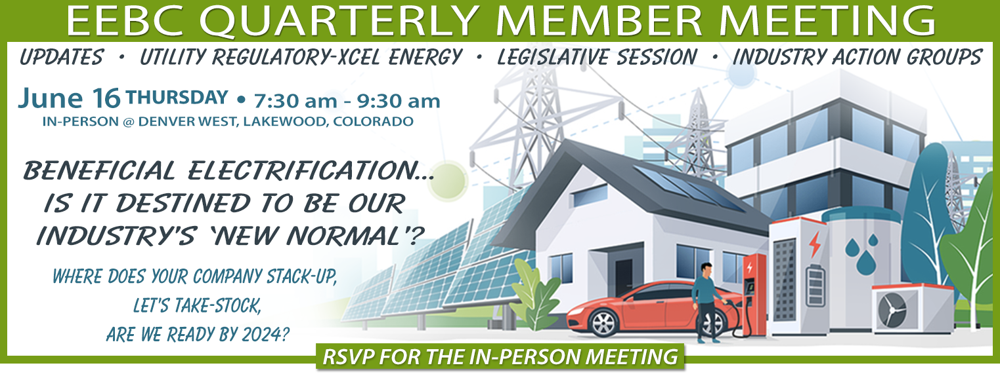 EEBC QUARTERLY MEMBER MEETING
UPDATES • UTILITY REGULATORY-XCEL ENERGY • LEGISLATIVE SESSION • INDUSTRY ACTION GROUPS
June 16 THURSDAY • 7:30 am - 9:30 am
IN-PERSON @ DENVER WEST, LAKEWOOD, COLORADO
BENEFICIAL ELECTRIFICATION...
IS IT DESTINED TO BE OUR
INDUSTRY'S 'NEW NORMAL'?
WHERE DOES YOUR COMPANY STACK-UP,
LET'S TAKE-STOCK,
ARE WE READY BY 2024?
RSVP FOR THE IN-PERSON MEETING